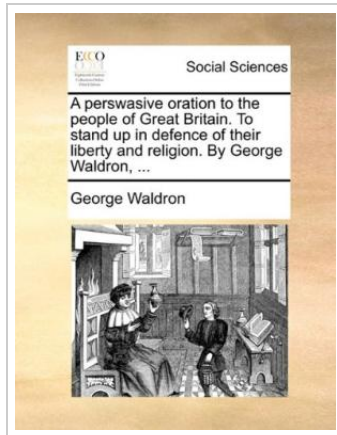 ECCO
Social Sciences
A perswasive oration to the
people of Great Britain. To
stand up in defence of their
liberty and religion. By George
Waldron, ...
George Waldron